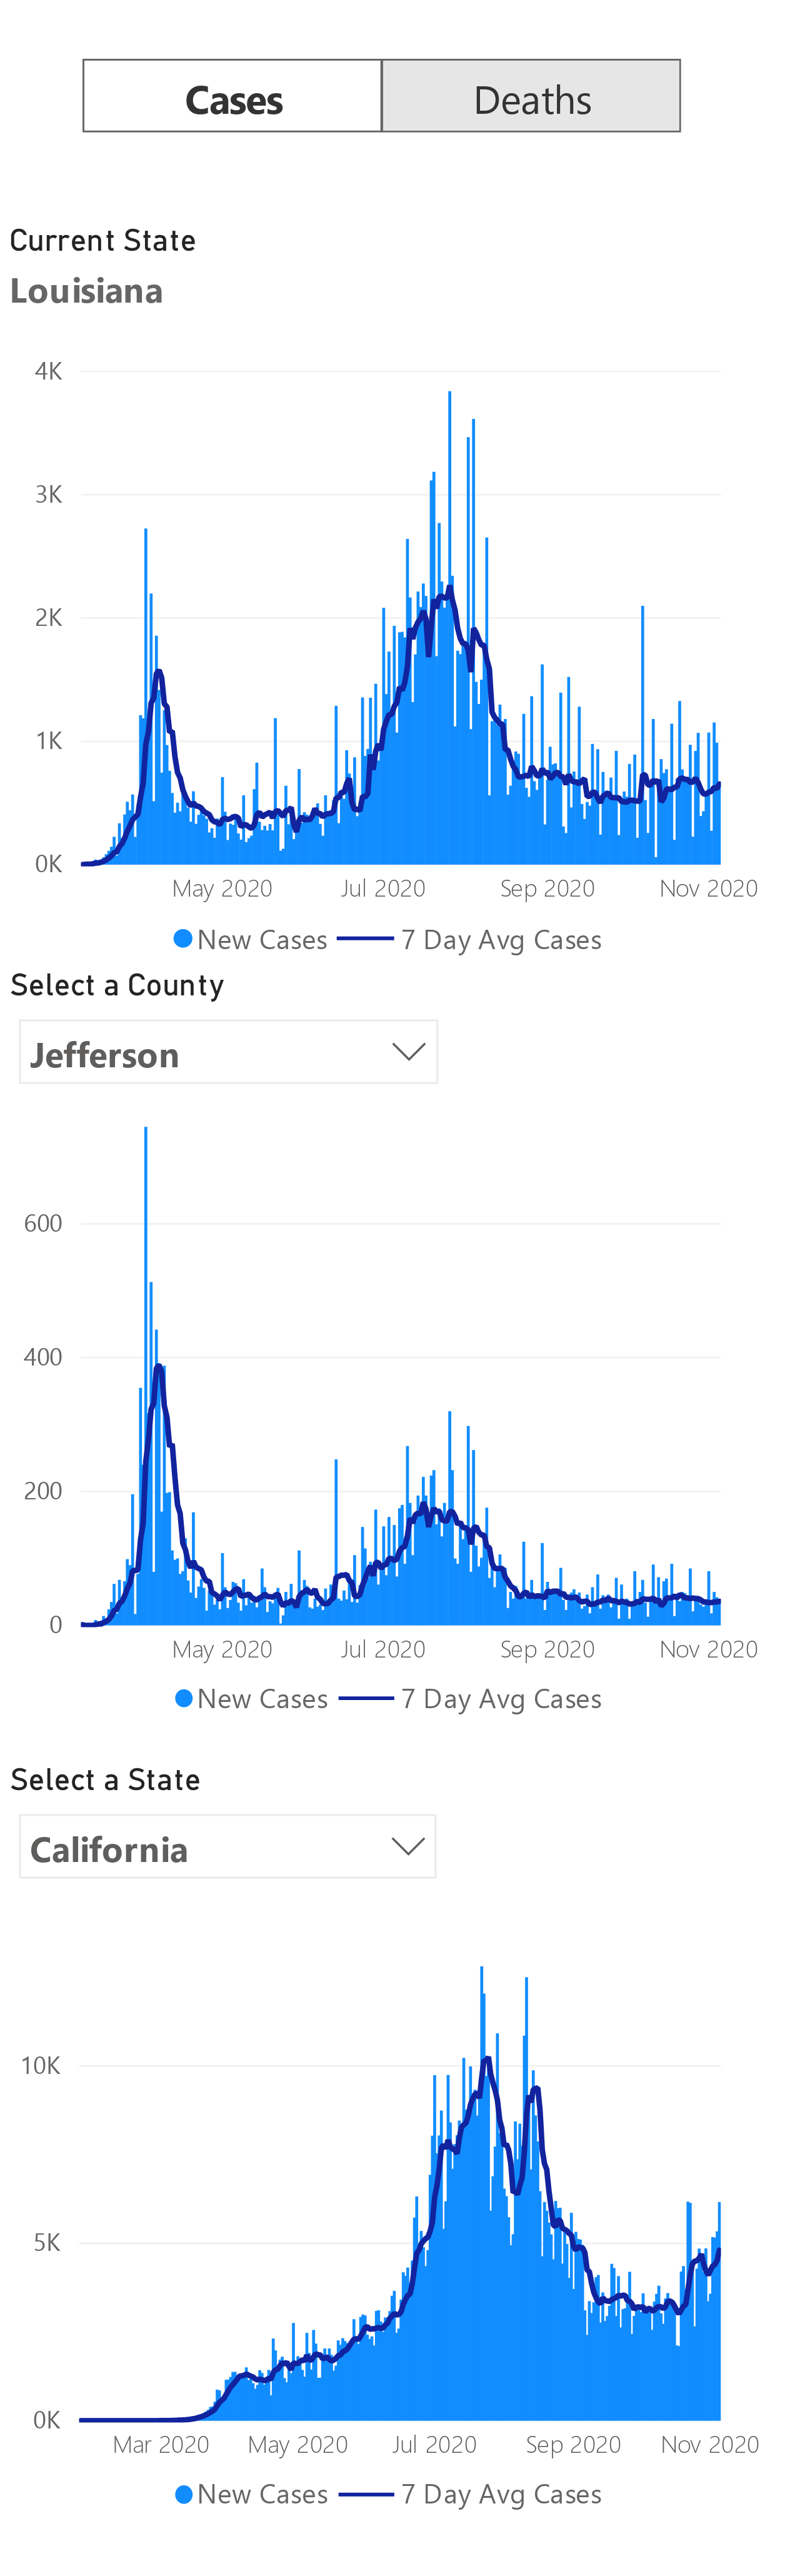 Cases Deaths
Current State
Louisiana
4K
3K
2K
1K
0K
May 2020 Jul 2020 Sep 2020 Nov 2020
New Cases 7 Day Avg Cases
Select a County
Jefferson
600
400
200
0
May 2020 Jul 2020 Sep 2020 Nov 2020
New Cases 7 Day Avg Cases
Select a State
California
10K
5K
0K
Mar 2020 May 2020 Jul 2020 Sep 2020 Nov 2020
New Cases 7 Day Avg Cases